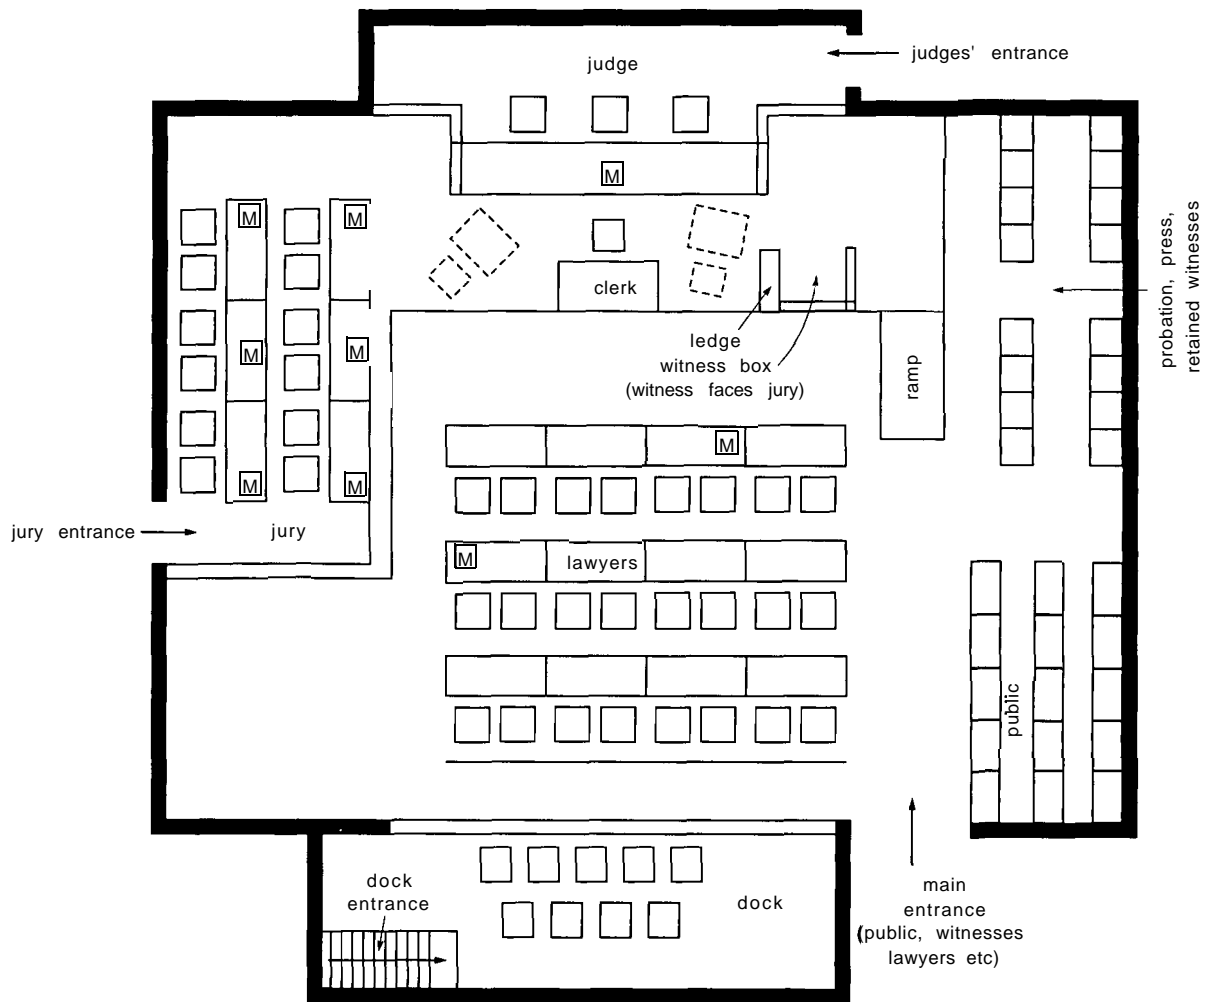 judge
judges' entrance
M
M
M
clerk
probation, press,
retained witnesses
ledge
witness box
(witness faces jury)
ramp
M
M
M
M
M
jury entrance
jury
M
lawyers
public
dock
entrance
dock
main
entrance
(public, witnesses
lawyers etc)